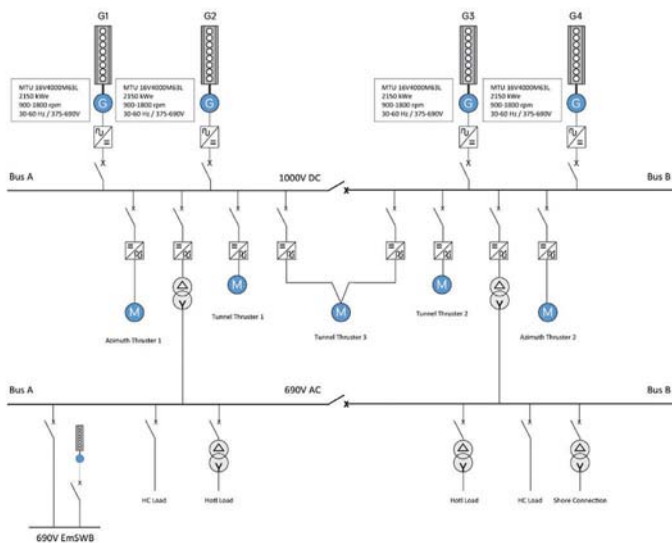 G1
G2
G3
G4
MTU 16V4000M63L
2150 kWe
900-1800 rpm
30-60 Hz / 375-690V
MTU 16V4000M63L
2150 kWe
900-1800 rpm
30-60 Hz / 375-690V
MTU 16V4000M63L
2150 kWe
900-1800 rpm
30-60 Hz / 375-690V
MTU 16V4000M63L
2150 kWe
900-1800 rpm
30-60 Hz / 375-690V
G
G
G
G
Bus A
1000V DC
Bus B
M
M
M
M
M
Azimuth Thruster 1
Tunnel Thruster 1
Tunnel Thruster 3
Tunnel Thruster 2
Azimuth Thruster 2
Bus A
690V AC
Bus B
HC Load
Hotl Load
Hotl Load
HC Load
Shore Connection
690V EmSWB